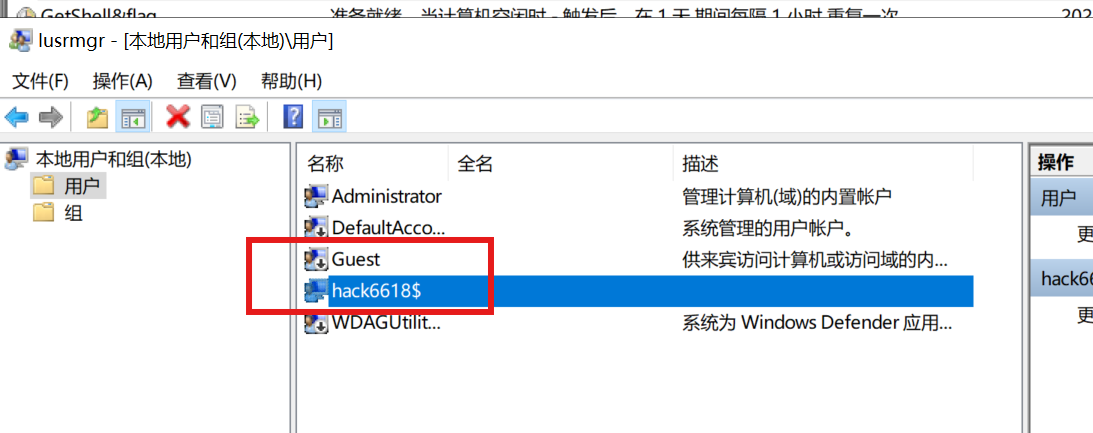 GetShell&flag 准备就绪 当计算机空闲时 - 触发后，在 1 天 期间每隔 1 小时 重复一次 202
lusrmgr - [本地用户和组(本地)\用户]
文件(F) 操作(A) 查看(V) 帮助(H)
本地用户和组(本地)
用户
组
名称 全名 描述
Administrator 管理计算机(域)的内置帐户
DefaultAcco... 系统管理的用户帐户。
Guest 供来宾访问计算机或访问域的内...
hack6618$
WDAGUtilit... 系统为 Windows Defender 应用...
操作
用户
更
hack66
更